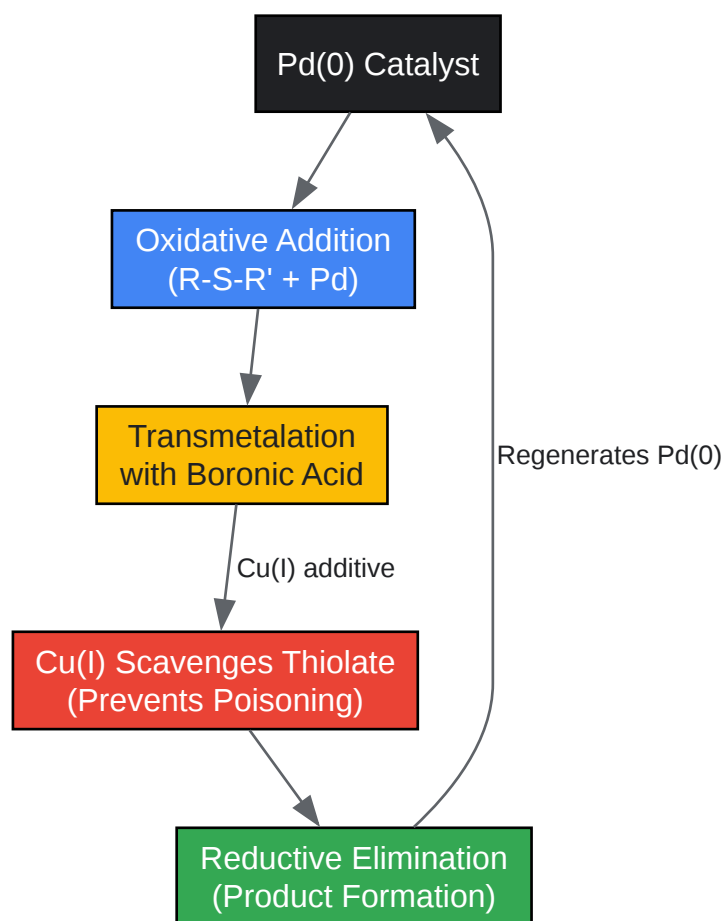 Pd(0) Catalyst
Oxidative Addition
(R-S-R' + Pd)
Transmetalation
with Boronic Acid
Regenerates Pd(0)
Cu(I) additive
Cu(I) Scavenges Thiolate
(Prevents Poisoning)
Reductive Elimination
(Product Formation)